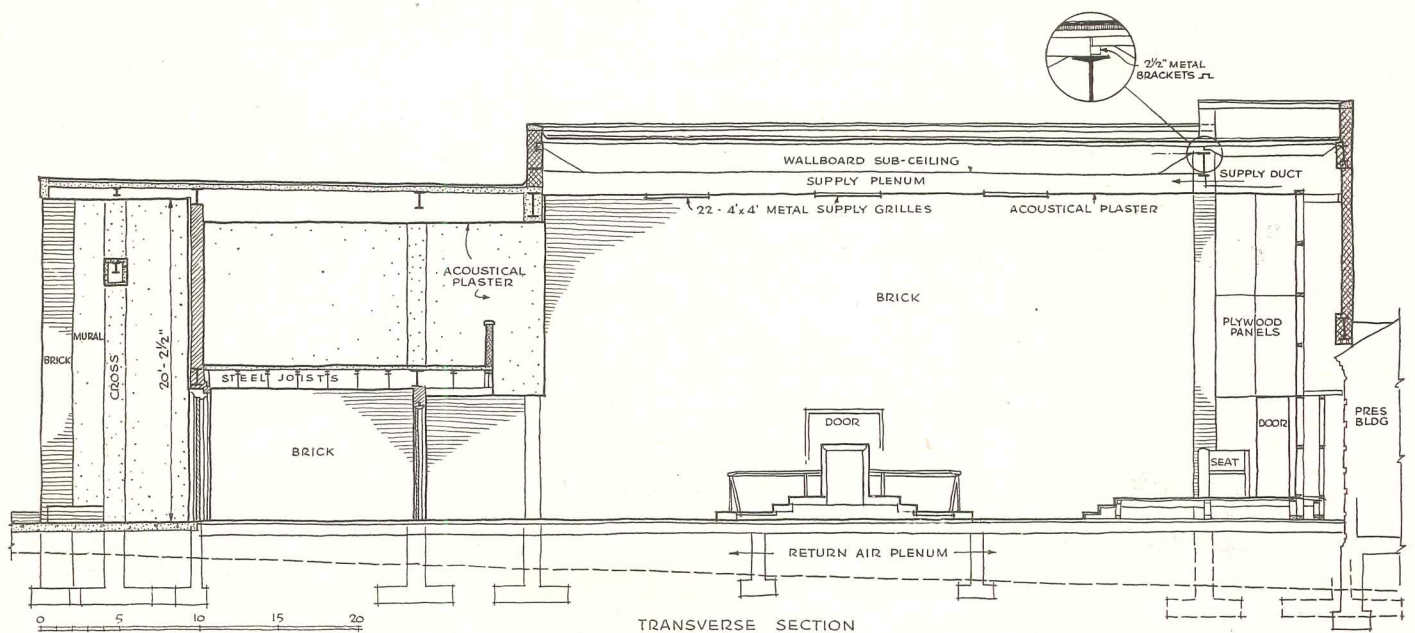 2½" METAL
BRACKETS
WALLBOARD SUB-CEILING
SUPPLY PLENUM
SUPPLY DUCT
22 - 4'x4' METAL SUPPLY GRILLES
ACOUSTICAL PLASTER
ACOUSTICAL
PLASTER
BRICK
MURAL
CROSS
20'- 2½"
BRICK
PLYWOOD
PANELS
STEEL JOISTS
BRICK
DOOR
SEAT
DOOR
PRES
BLDG
RETURN AIR PLENUM
0 5 10 15 20
TRANSVERSE SECTION